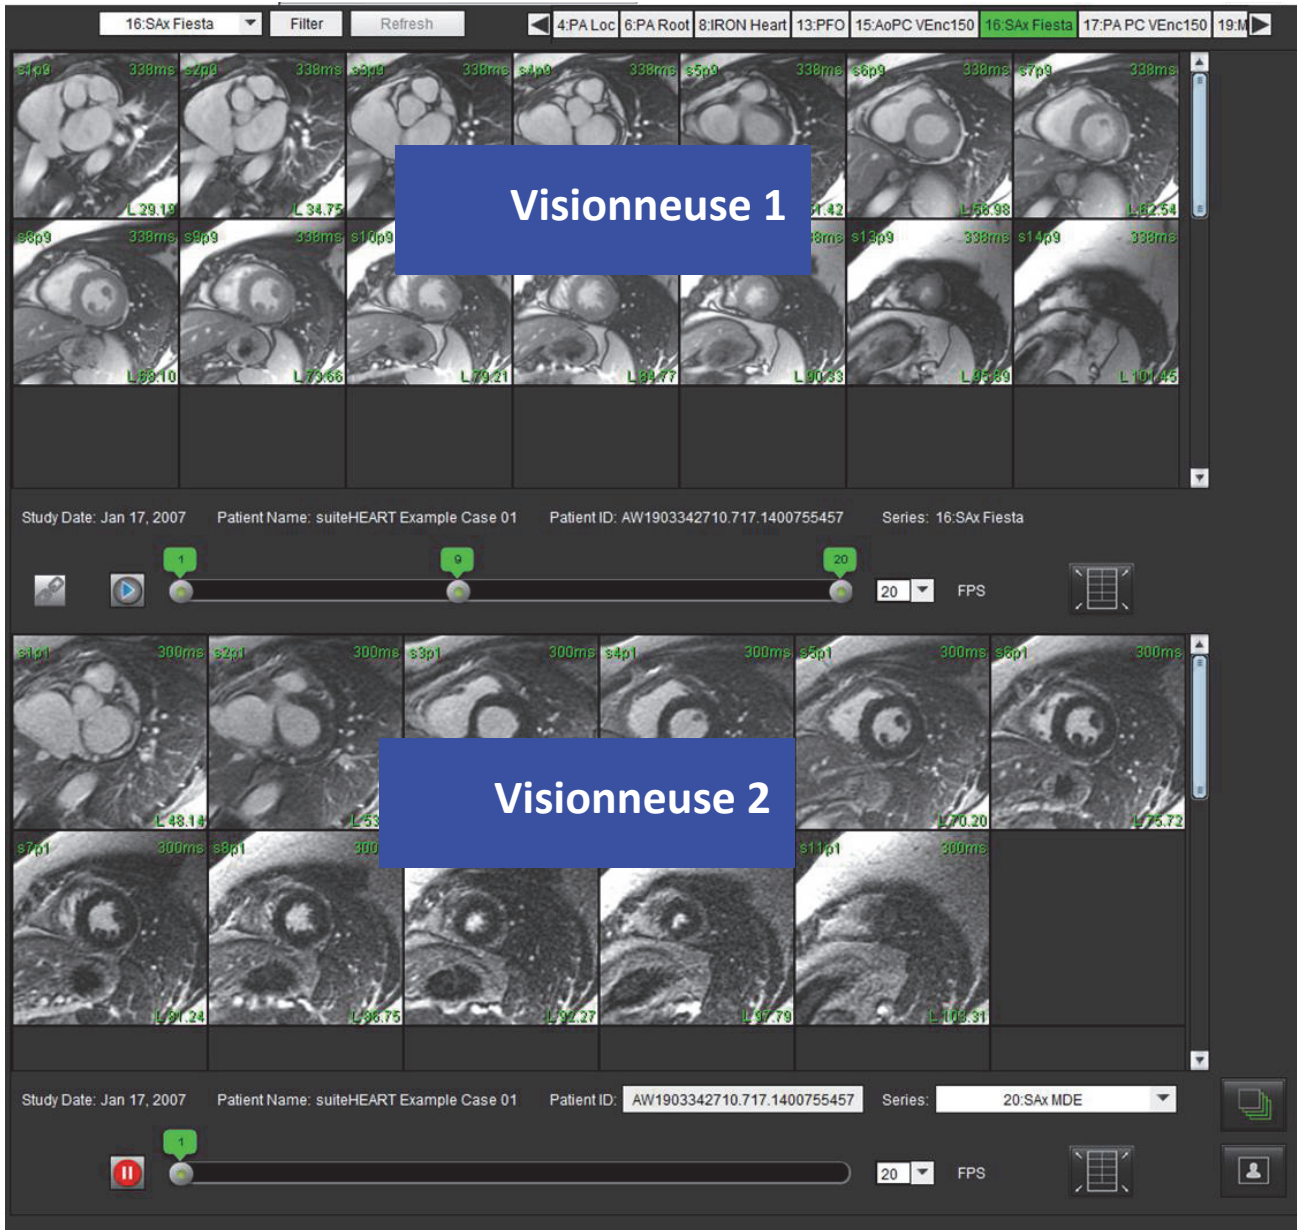 16:SAx Fiesta Filter Refresh 4:PA Loc 6:PA Root 8:IRON Heart 13:PFO 15:AoPC VEnc150 16:SAx Fiesta 17:PA PC VEnc150 19:M
s1p9 338ms s2p9 338ms s3p9 338ms s4p9 338ms s5p9 338ms s6p9 338ms s7p9 338ms
Visionneuse 1
L 29.19 L 34.75 L 56.98 L 62.54
s8p9 338ms s9p9 338ms s10p9 s13p9 338ms s14p9 338ms
L 68.10 L 73.66 L 79.21 L 84.77 L 90.33 L 95.89 L 101.45
Study Date: Jan 17, 2007 Patient Name: suiteHEART Example Case 01 Patient ID: AW1903342710.717.1400755457 Series: 16:SAx Fiesta
1 9 20
20 FPS
s1p1 300ms s2p1 300ms s3p1 300ms s4p1 300ms s5p1 300ms s6p1 300ms
Visionneuse 2
L 48.14 L 70.20 L 75.72
s7p1 300ms s8p1 s11p1 300ms
L 81.24 L 86.75 L 92.27 L 97.79 L 103.31
Study Date: Jan 17, 2007 Patient Name: suiteHEART Example Case 01 Patient ID: AW1903342710.717.1400755457 Series: 20:SAx MDE
1
20 FPS